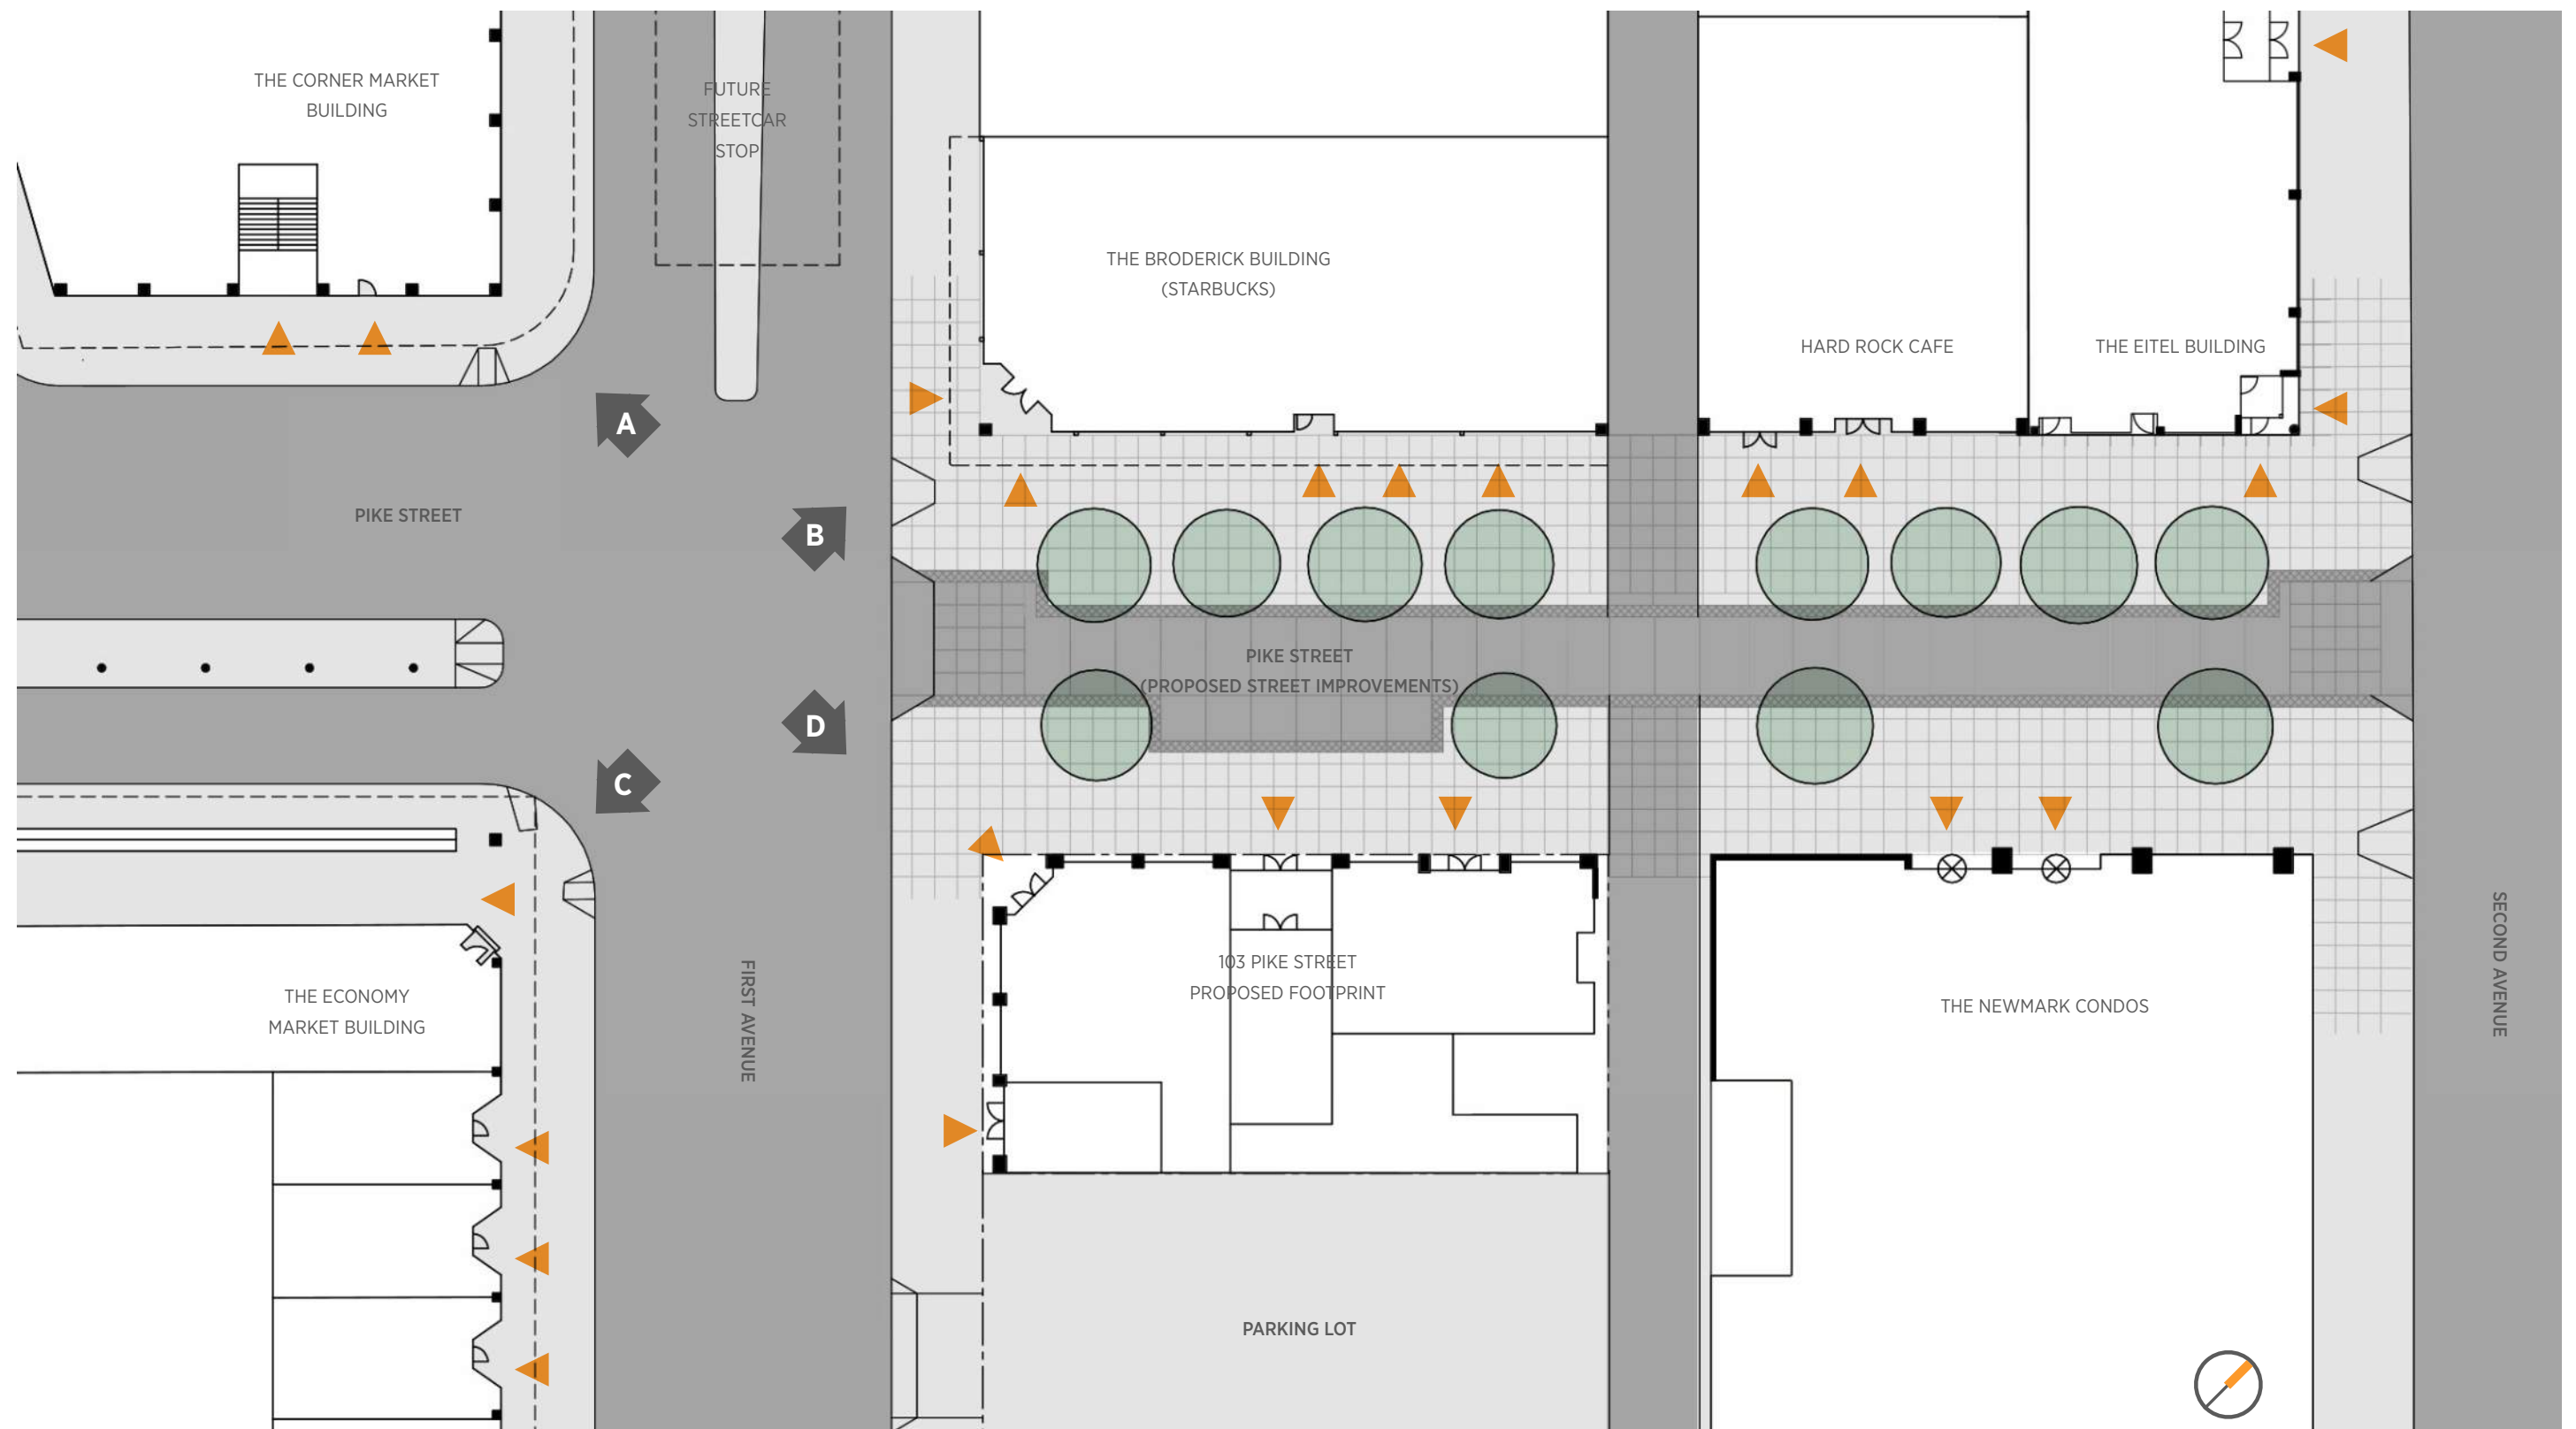 THE CORNER MARKET
BUILDING
FUTURE
STREETCAR
STOP
THE BRODERICK BUILDING
(STARBUCKS)
HARD ROCK CAFE
THE EITEL BUILDING
A
PIKE STREET
B
PIKE STREET
(PROPOSED STREET IMPROVEMENTS)
D
C
103 PIKE STREET
PROPOSED FOOTPRINT
THE ECONOMY
MARKET BUILDING
FIRST AVENUE
THE NEWMARK CONDOS
SECOND AVENUE
PARKING LOT